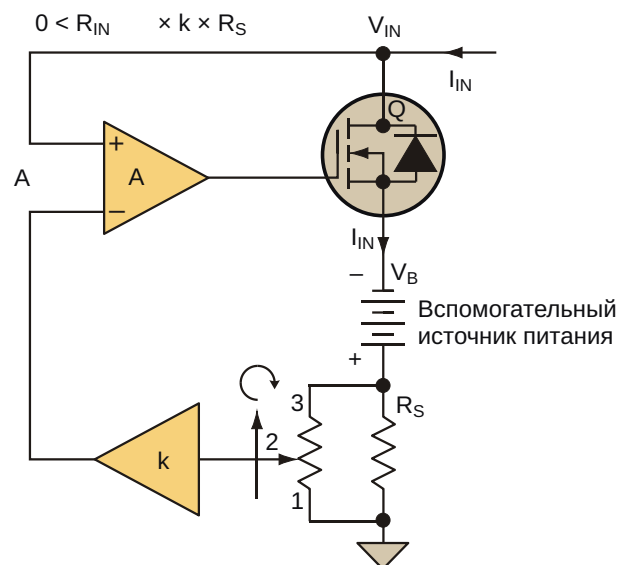 0 < R_IN × k × R_S
V_IN
I_IN
Q
+
A
A
–
I_IN
–
V_B
Вспомогательный
источник питания
+
3
R_S
2
k
1